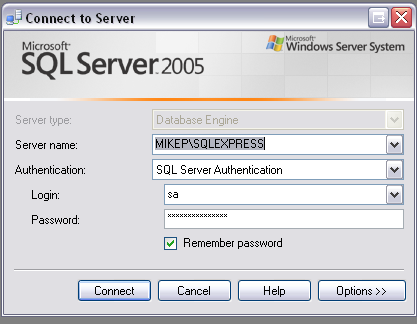 Connect to Server
Microsoft
SQL Server 2005
Microsoft
Windows Server System
Server type: Database Engine
Server name: MIKEP\SQLEXPRESS
Authentication: SQL Server Authentication
Login: sa
Password: **************
Remember password
Connect Cancel Help Options >>